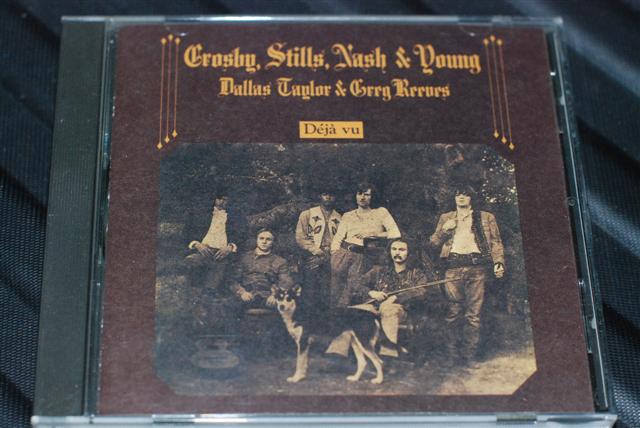 Crosby, Stills, Nash & Young
Dallas Taylor & Greg Reeves
Déjà vu